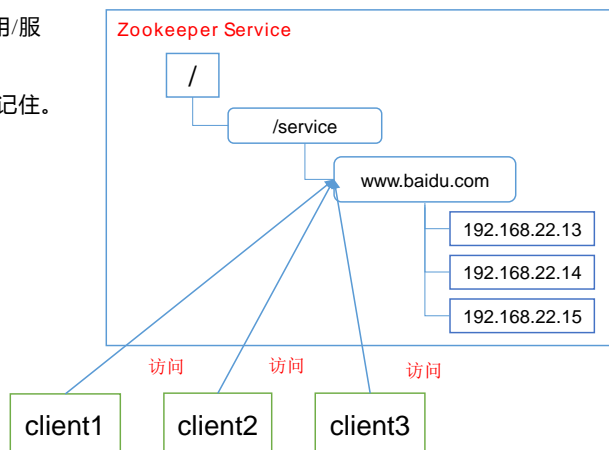 用/服
记住。
Zookeeper Service
/
/service
www.baidu.com
192.168.22.13
192.168.22.14
192.168.22.15
访问
访问
访问
client1
client2
client3